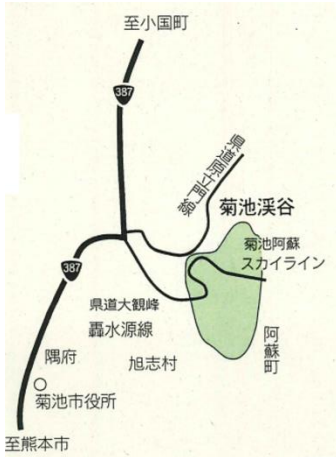 至小国町
387
県道原立門線
菊池渓谷
菊池阿蘇
スカイライン
387
県道大観峰
轟水源線
阿蘇町
旭志村
隈府
菊池市役所
至熊本市